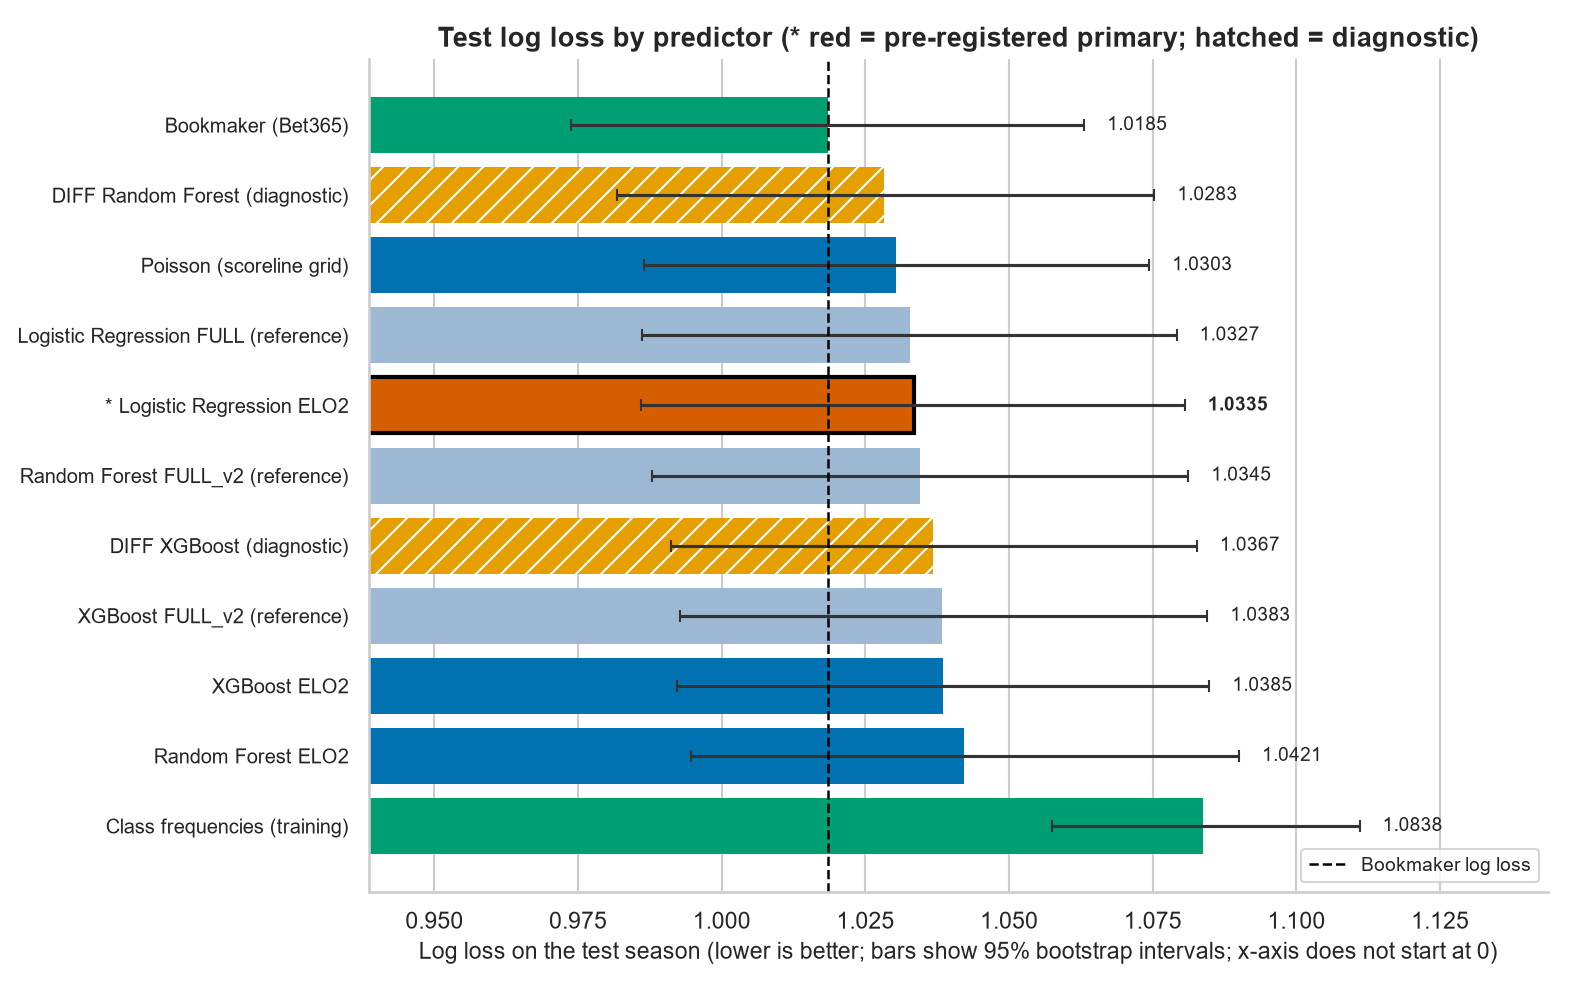 Test log loss by predictor (* red = pre-registered primary; hatched = diagnostic)
Bookmaker (Bet365) 1.0185
DIFF Random Forest (diagnostic) 1.0283
Poisson (scoreline grid) 1.0303
Logistic Regression FULL (reference) 1.0327
* Logistic Regression ELO2 1.0335
Random Forest FULL_v2 (reference) 1.0345
DIFF XGBoost (diagnostic) 1.0367
XGBoost FULL_v2 (reference) 1.0383
XGBoost ELO2 1.0385
Random Forest ELO2 1.0421
Class frequencies (training) 1.0838
Bookmaker log loss
0.950 0.975 1.000 1.025 1.050 1.075 1.100 1.125
Log loss on the test season (lower is better; bars show 95% bootstrap intervals; x-axis does not start at 0)